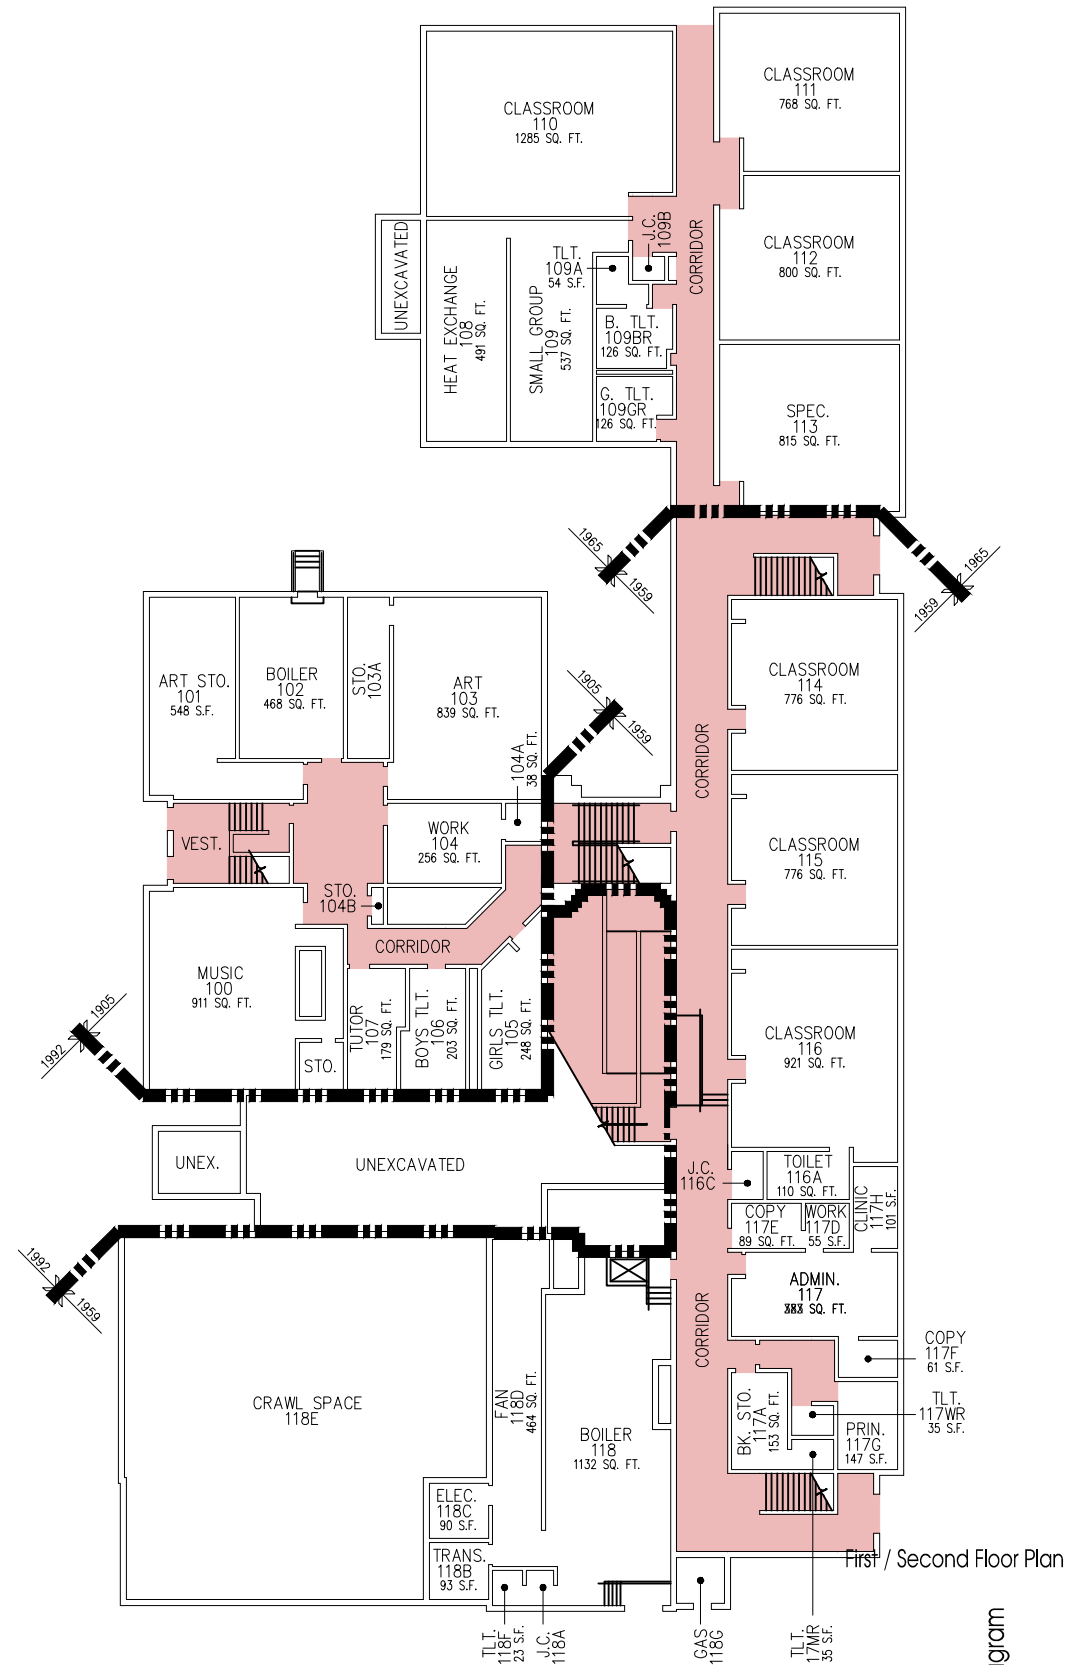 CLASSROOM
111
768 SQ. FT.
CLASSROOM
110
1285 SQ. FT.
CLASSROOM
112
800 SQ. FT.
J.C.
109B
UNEXCAVATED
CORRIDOR
TLT.
109A
54 S.F.
HEAT EXCHANGE
108
491 SQ. FT.
SMALL GROUP
109
537 SQ. FT.
B. TLT.
109BR
126 SQ. FT.
G. TLT.
109GR
126 SQ. FT.
SPEC.
113
815 SQ. FT.
1965
1959
1965
1959
ART STO.
101
548 S.F.
BOILER
102
468 SQ. FT.
STO.
103A
ART
103
839 SQ. FT.
1905
1959
CLASSROOM
114
776 SQ. FT.
CORRIDOR
104A
38 SQ. FT.
VEST.
WORK
104
256 SQ. FT.
CLASSROOM
115
776 SQ. FT.
STO.
104B
CORRIDOR
MUSIC
100
911 SQ. FT.
STO.
TUTOR
107
179 SQ. FT.
BOYS TLT.
106
203 SQ. FT.
GIRLS TLT.
105
248 SQ. FT.
1905
1992
CLASSROOM
116
921 SQ. FT.
UNEX.
UNEXCAVATED
J.C.
116C
TOILET
116A
110 SQ. FT.
COPY
117E
89 SQ. FT.
WORK
117D
55 S.F.
CLINIC
117H
101 S.F.
1992
1959
ADMIN.
117
SQ. FT.
CORRIDOR
COPY
117F
61 S.F.
CRAWL SPACE
118E
FAN
118D
464 SQ. FT.
BOILER
118
1132 SQ. FT.
BK. STO.
117A
153 SQ. FT.
TLT.
117WR
35 S.F.
PRIN.
117G
147 S.F.
ELEC.
118C
90 S.F.
TRANS.
118B
93 S.F.
First / Second Floor Plan
TLT.
118F
23 S.F.
J.C.
118A
GAS
118G
TLT.
17MR
35 S.F.
gram